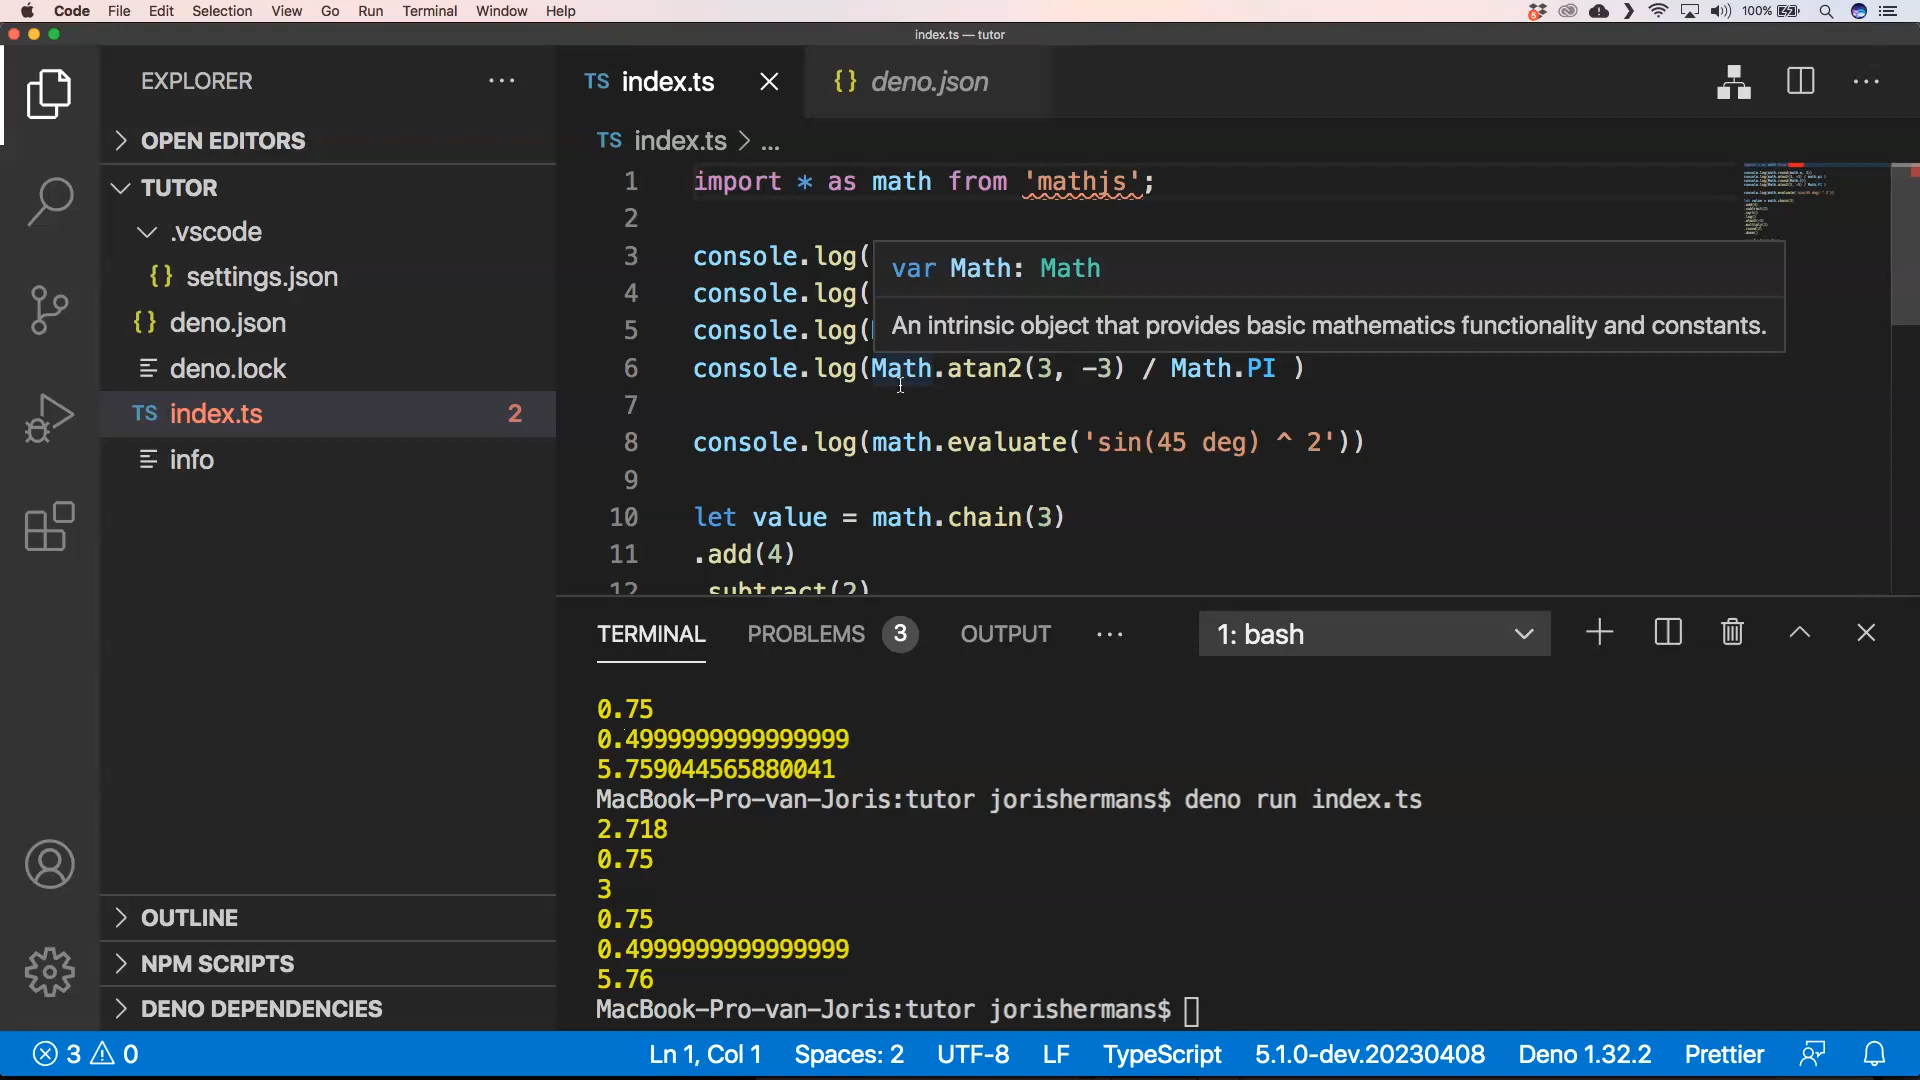 Code File Edit Selection View Go Run Terminal Window Help 100%
index.ts — tutor
EXPLORER
OPEN EDITORS
TUTOR
.vscode
{} settings.json
{} deno.json
deno.lock
TS index.ts 2
info
OUTLINE
NPM SCRIPTS
DENO DEPENDENCIES
TS index.ts {} deno.json
TS index.ts > ...
1 import * as math from 'mathjs';
2
3 console.log(
4 console.log(
5 console.log(
var Math: Math
An intrinsic object that provides basic mathematics functionality and constants.
6 console.log(Math.atan2(3, -3) / Math.PI )
7
8 console.log(math.evaluate('sin(45 deg) ^ 2'))
9
10 let value = math.chain(3)
11 .add(4)
12 .subtract(2)
TERMINAL PROBLEMS 3 OUTPUT ... 1: bash
0.75
0.4999999999999999
5.759044565880041
MacBook-Pro-van-Joris:tutor jorishermans$ deno run index.ts
2.718
0.75
3
0.75
0.4999999999999999
5.76
MacBook-Pro-van-Joris:tutor jorishermans$
3 0 Ln 1, Col 1 Spaces: 2 UTF-8 LF TypeScript 5.1.0-dev.20230408 Deno 1.32.2 Prettier